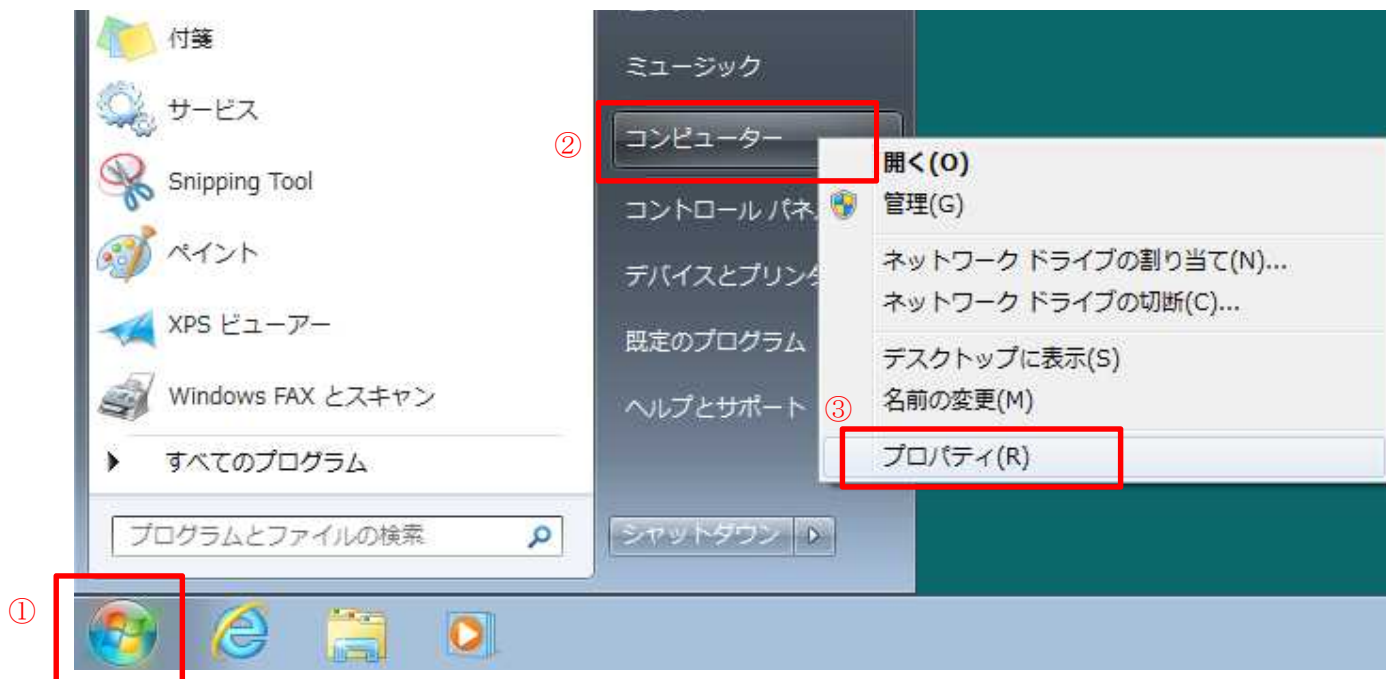 付箋
サービス
Snipping Tool
ペイント
XPS ビューアー
Windows FAX とスキャン
すべてのプログラム
プログラムとファイルの検索
ミュージック
②
コンピューター
コントロール パネ
デバイスとプリンタ
既定のプログラム
ヘルプとサポート
シャットダウン
開く(O)
管理(G)
ネットワーク ドライブの割り当て(N)...
ネットワーク ドライブの切断(C)...
デスクトップに表示(S)
名前の変更(M)
③
プロパティ(R)
①